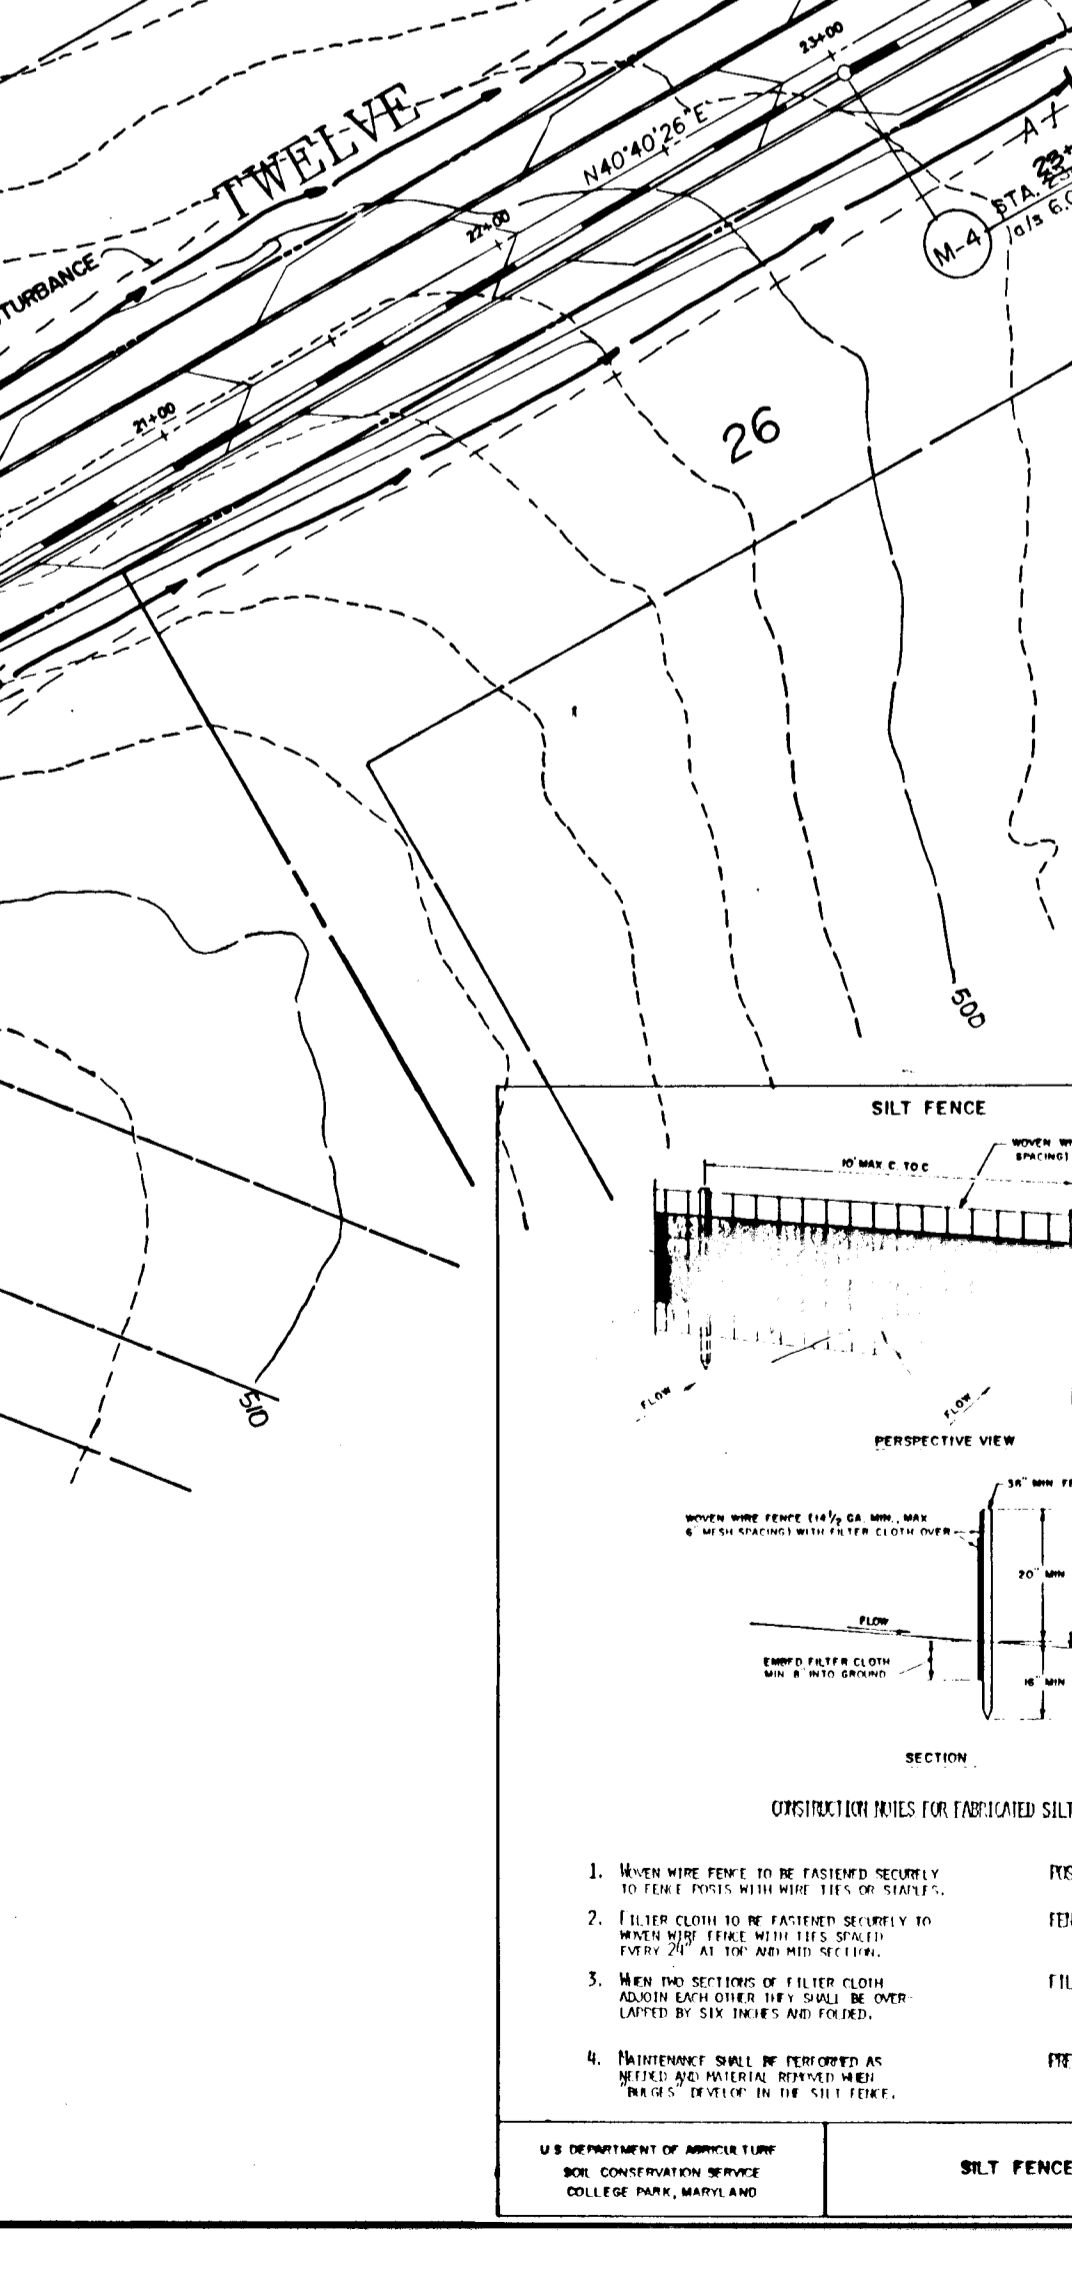 23+00
TWELVE
N40°40'26"E
22+00
STA.
M-4
TURBANCE
21+00
26
500
510
SILT FENCE
WOVEN
SPACING)
10' MAX. C. TO C
FLOW
FLOW
PERSPECTIVE VIEW
36" MIN
WOVEN WIRE FENCE (14 1/2 GA. MIN., MAX
6" MESH SPACING) WITH FILTER CLOTH OVER
20" MIN
FLOW
EMBED FILTER CLOTH
MIN 8" INTO GROUND
16" MIN
SECTION
CONSTRUCTION NOTES FOR FABRICATED SILT
1. WOVEN WIRE FENCE TO BE FASTENED SECURELY
TO FENCE POSTS WITH WIRE TIES OR STAPLES.
2. FILTER CLOTH TO BE FASTENED SECURELY TO
WOVEN WIRE FENCE WITH TIES SPACED
EVERY 24" AT TOP AND MID SECTION.
3. WHEN TWO SECTIONS OF FILTER CLOTH
ADJOIN EACH OTHER THEY SHALL BE OVER-
LAPPED BY SIX INCHES AND FOLDED.
4. MAINTENANCE SHALL BE PERFORMED AS
NEEDED AND MATERIAL REMOVED WHEN
"BULGES" DEVELOP IN THE SILT FENCE.
U S DEPARTMENT OF AGRICULTURE
SOIL CONSERVATION SERVICE
COLLEGE PARK, MARYLAND
SILT FENCE